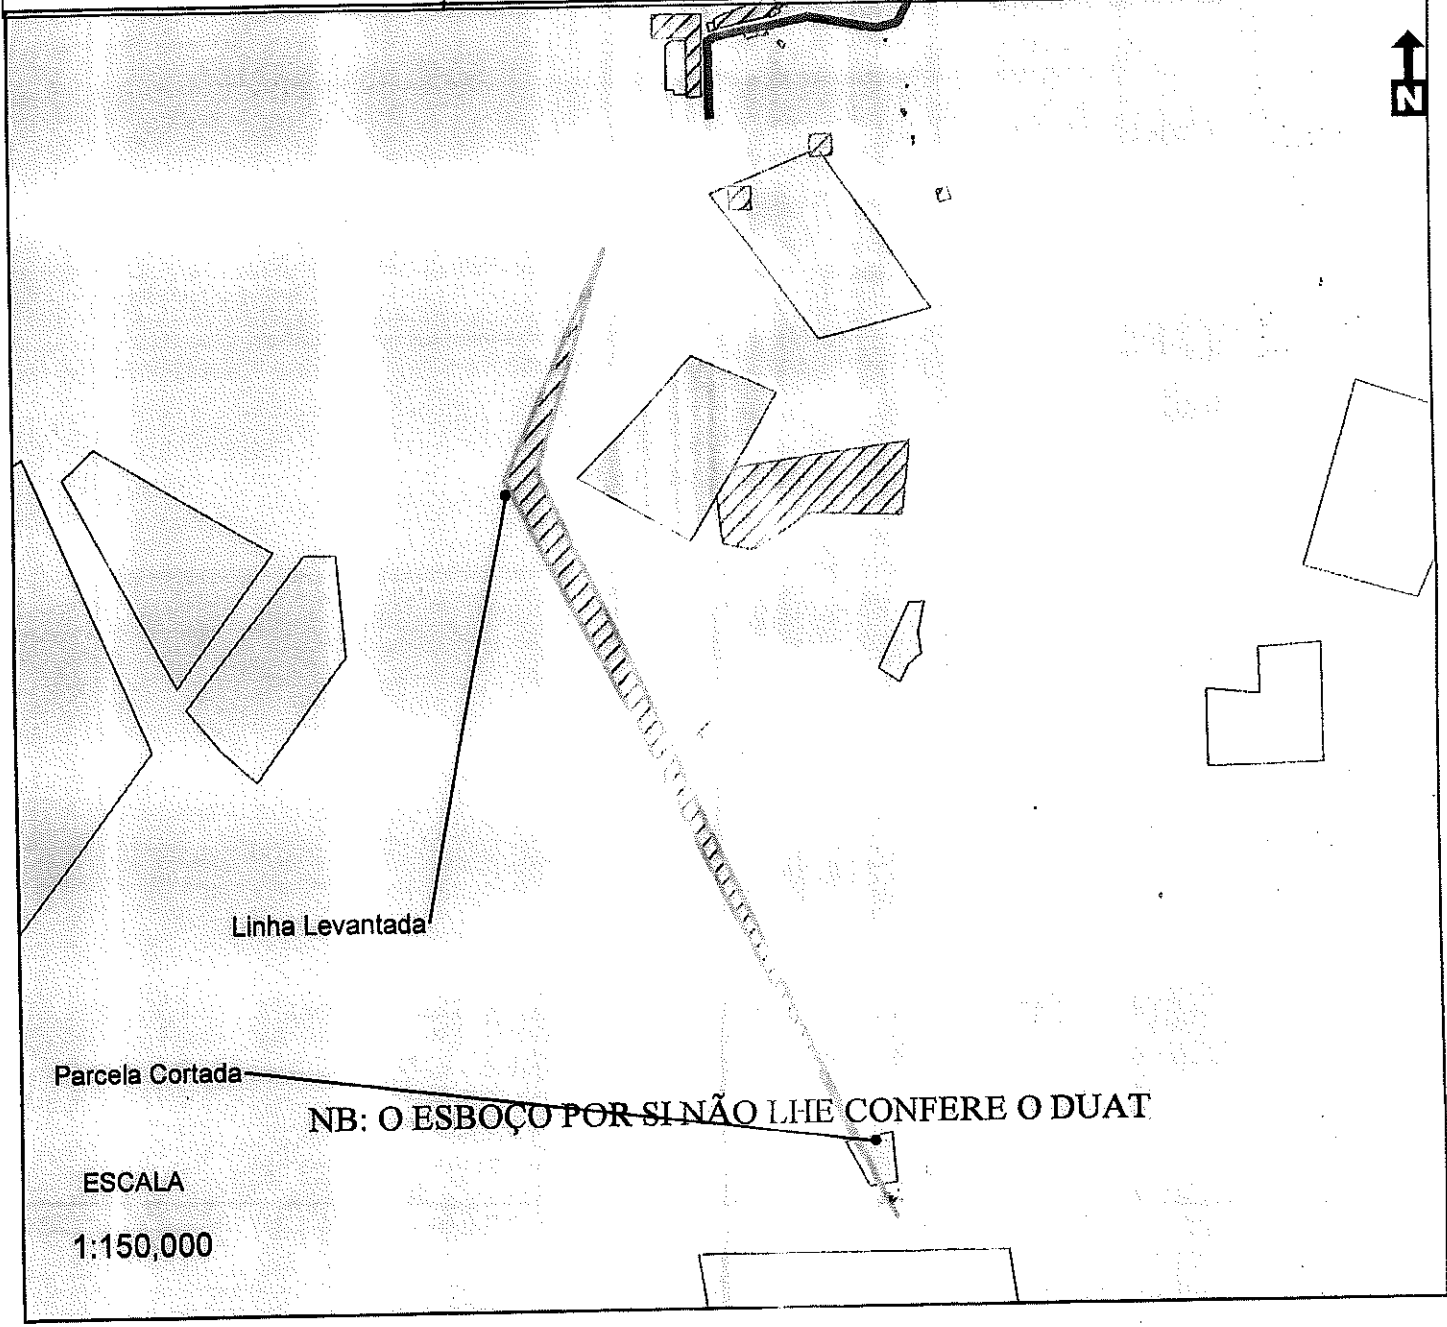 N
Linha Levantada
Parcela Cortada
NB: O ESBOÇO POR SI NÃO LHE CONFERE O DUAT
ESCALA
1:150,000